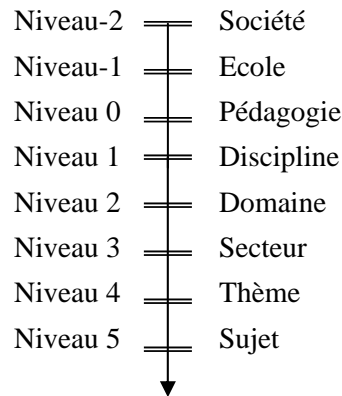 Niveau-2 Société
Niveau-1 Ecole
Niveau 0 Pédagogie
Niveau 1 Discipline
Niveau 2 Domaine
Niveau 3 Secteur
Niveau 4 Thème
Niveau 5 Sujet